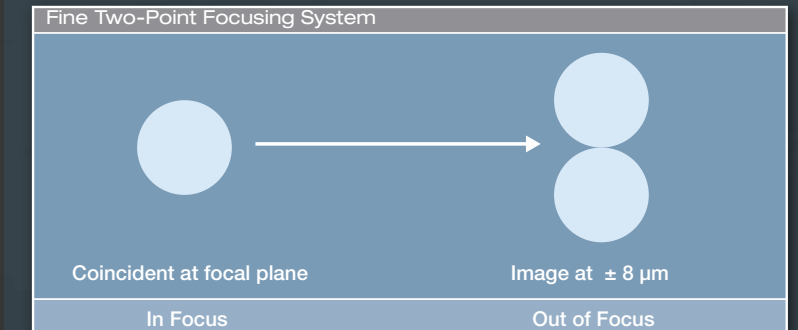 Fine Two-Point Focusing System
Coincident at focal plane
Image at ± 8 µm
In Focus
Out of Focus